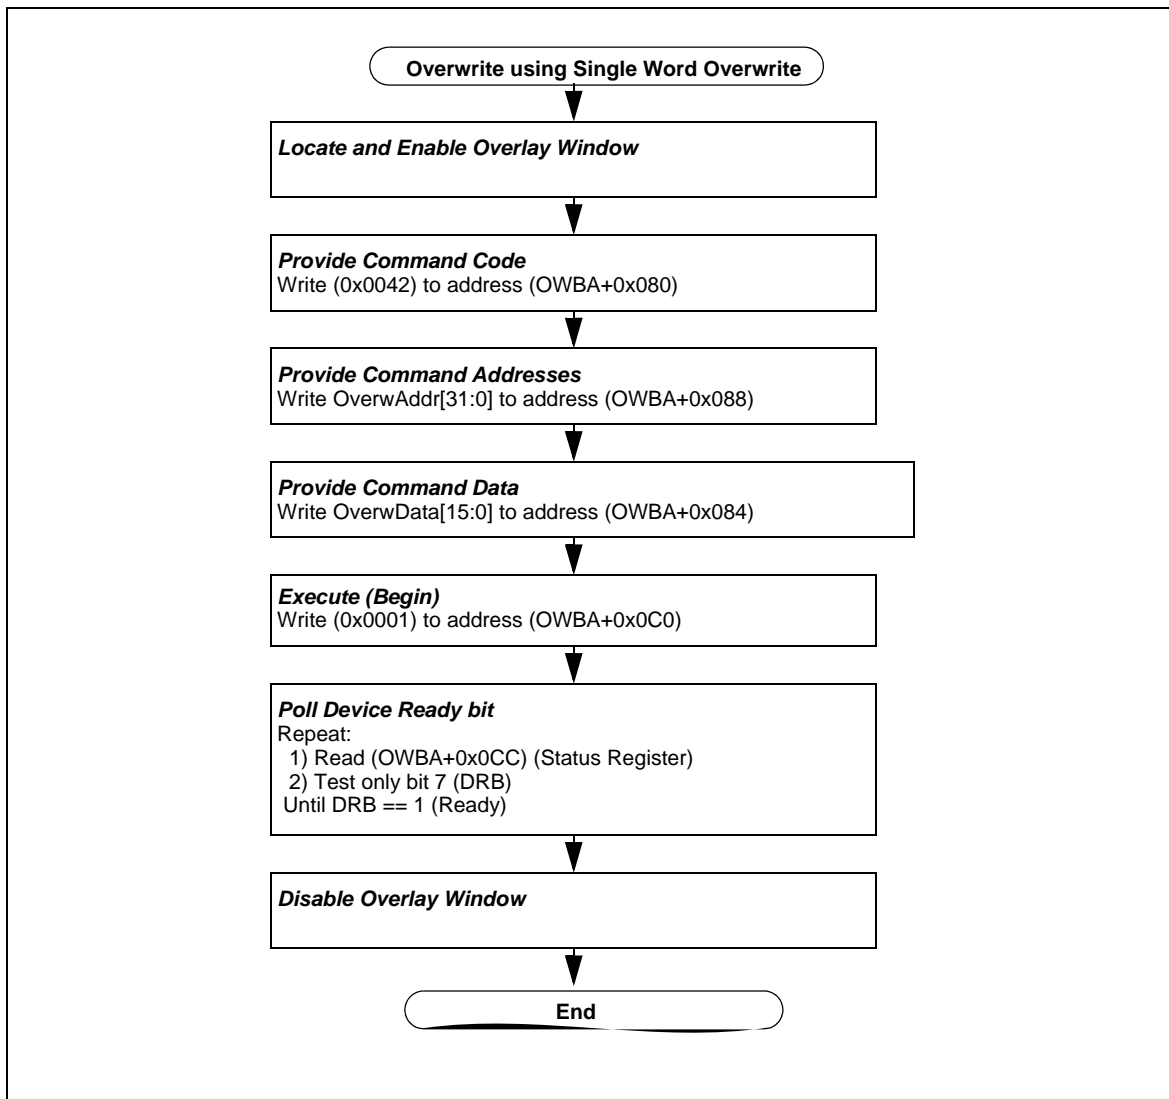 Overwrite using Single Word Overwrite
Locate and Enable Overlay Window
Provide Command Code
Write (0x0042) to address (OWBA+0x080)
Provide Command Addresses
Write OverwAddr[31:0] to address (OWBA+0x088)
Provide Command Data
Write OverwData[15:0] to address (OWBA+0x084)
Execute (Begin)
Write (0x0001) to address (OWBA+0x0C0)
Poll Device Ready bit
Repeat:
1) Read (OWBA+0x0CC) (Status Register)
2) Test only bit 7 (DRB)
Until DRB == 1 (Ready)
Disable Overlay Window
End